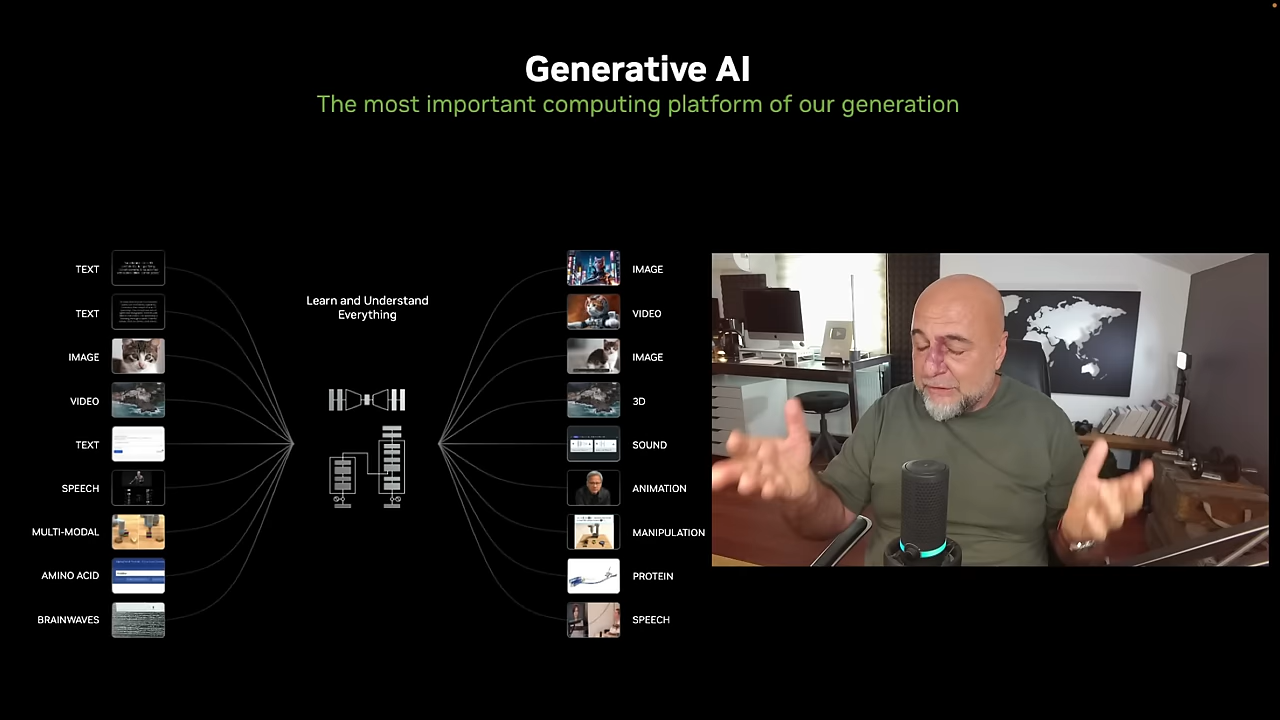 Generative AI
The most important computing platform of our generation
TEXT
TEXT
IMAGE
VIDEO
TEXT
SPEECH
MULTI-MODAL
AMINO ACID
BRAINWAVES
Learn and Understand
Everything
IMAGE
VIDEO
IMAGE
3D
SOUND
ANIMATION
MANIPULATION
PROTEIN
SPEECH